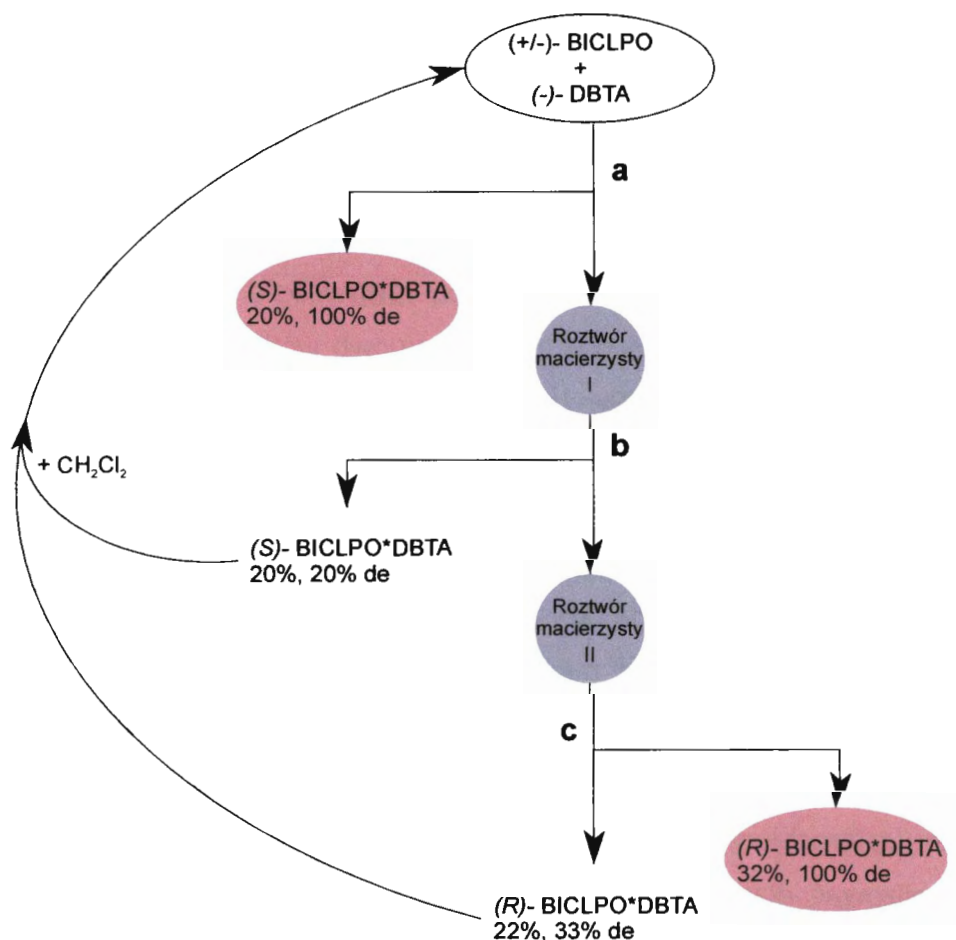 (+/-)- BICLPO
+
(-)- DBTA
a
(S)- BICLPO*DBTA
20%, 100% de
Roztwór
macierzysty
I
b
+ CH₂Cl₂
(S)- BICLPO*DBTA
20%, 20% de
Roztwór
macierzysty
II
c
(R)- BICLPO*DBTA
32%, 100% de
(R)- BICLPO*DBTA
22%, 33% de